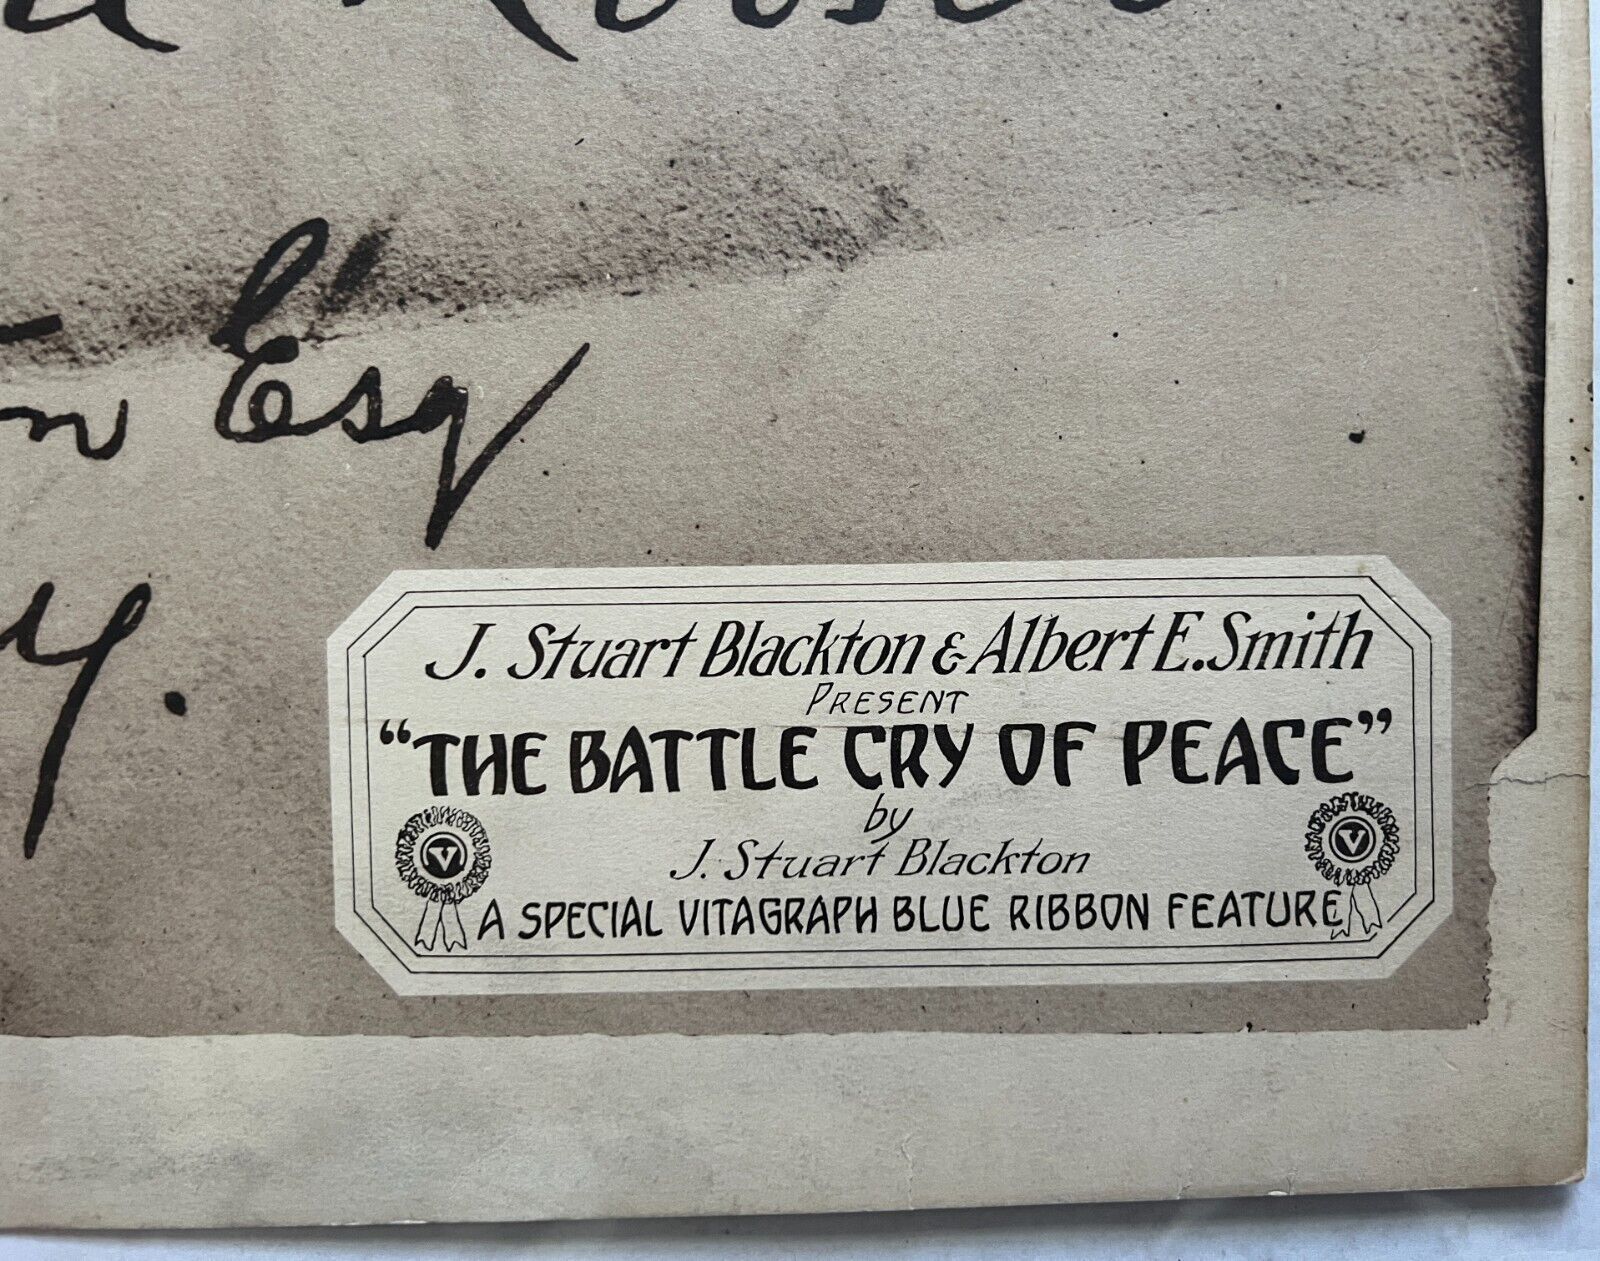 Esq
y.
J. Stuart Blackton & Albert E. Smith
PRESENT
"THE BATTLE CRY OF PEACE"
by
J. Stuart Blackton
V
V
A SPECIAL VITAGRAPH BLUE RIBBON FEATURE